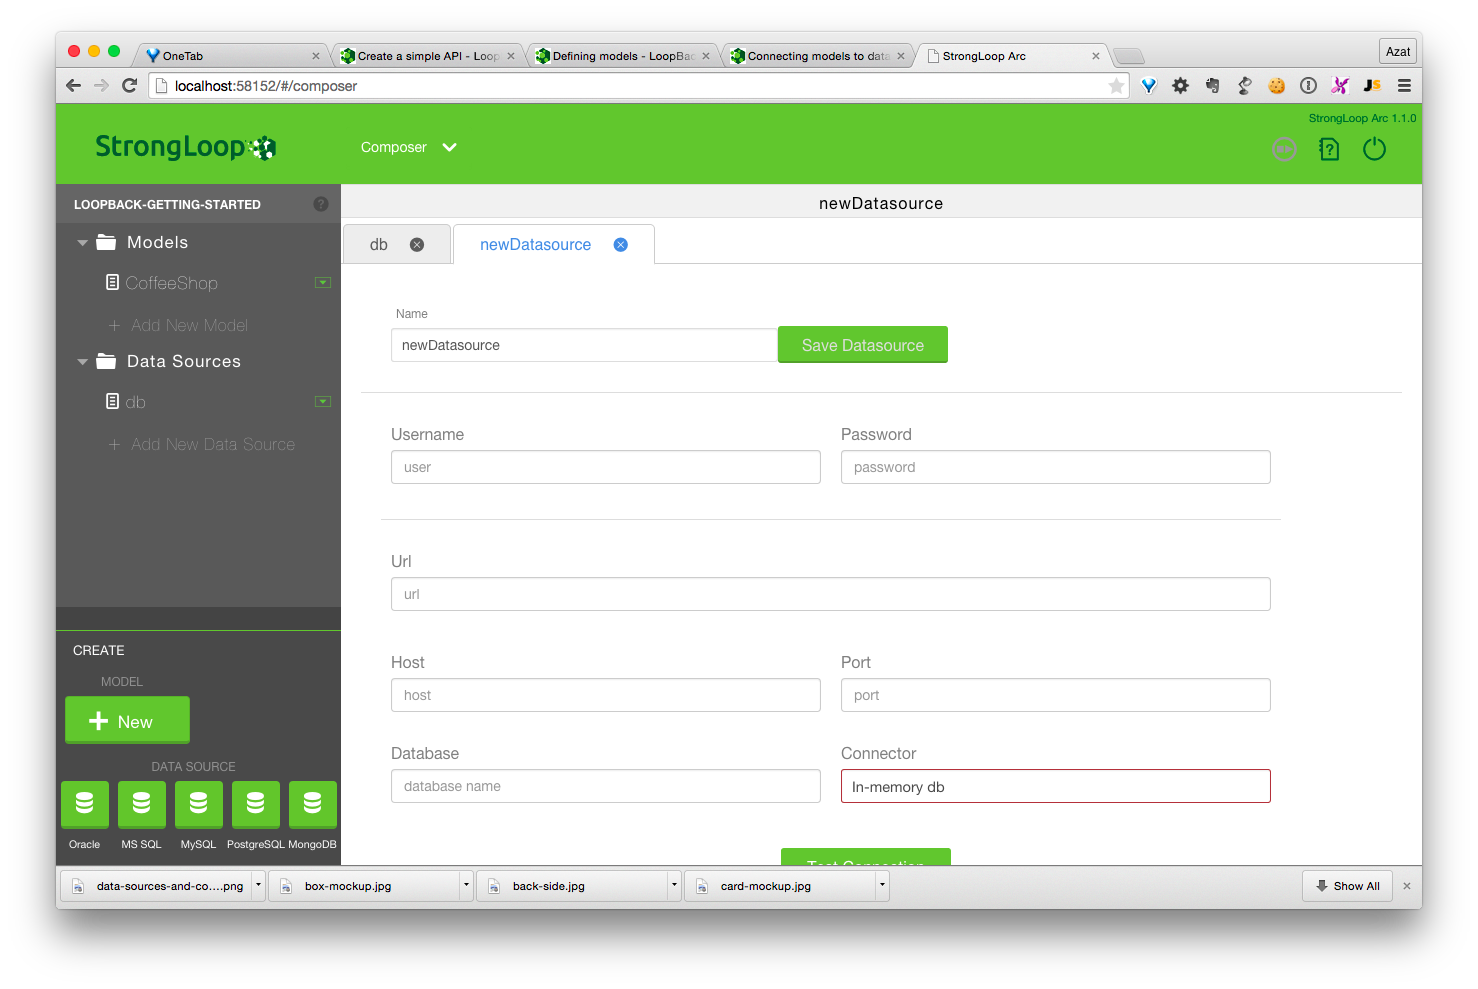 OneTab
Create a simple API - Loop
Defining models - LoopBac
Connecting models to data
StrongLoop Arc
Azat
localhost:58152/#/composer
StrongLoop Arc 1.1.0
StrongLoop
Composer
LOOPBACK-GETTING-STARTED
Models
CoffeeShop
Add New Model
Data Sources
db
Add New Data Source
CREATE
MODEL
New
DATA SOURCE
Oracle
MS SQL
MySQL
PostgreSQL
MongoDB
newDatasource
db
newDatasource
Name
newDatasource
Save Datasource
Username
Password
user
password
Url
url
Host
Port
host
port
Database
Connector
database name
In-memory db
Test Connection
data-sources-and-co....png
box-mockup.jpg
back-side.jpg
card-mockup.jpg
Show All